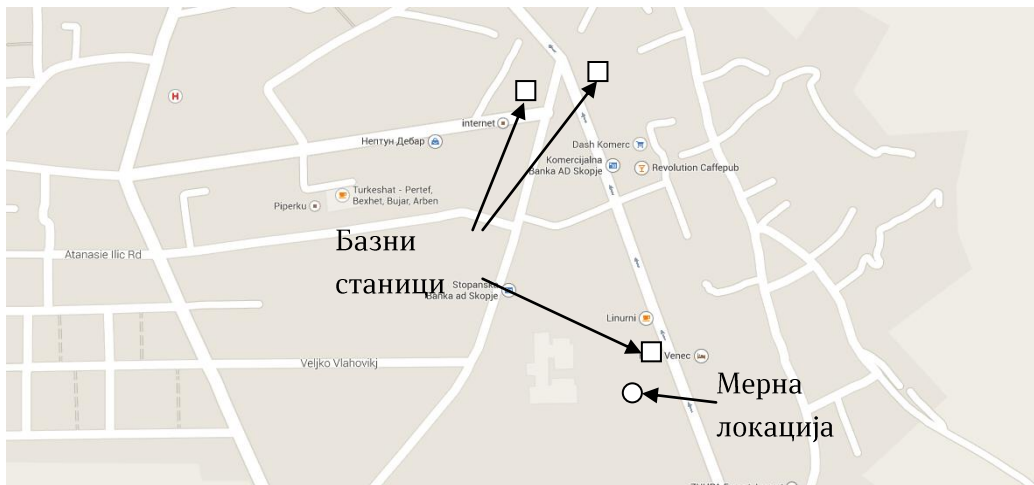 H
internet
Нептун Дебар
Dash Komerc
Komercijalna
Banka AD Skopje
Revolution Caffepub
Turkeshat - Pertef,
Bexhet, Bujar, Arben
Piperku
Базни
станици
Atanasie Ilic Rd
Stopanska
Banka ad Skopje
Linurni
Veljko Vlahovikj
Venec
Мерна
локација